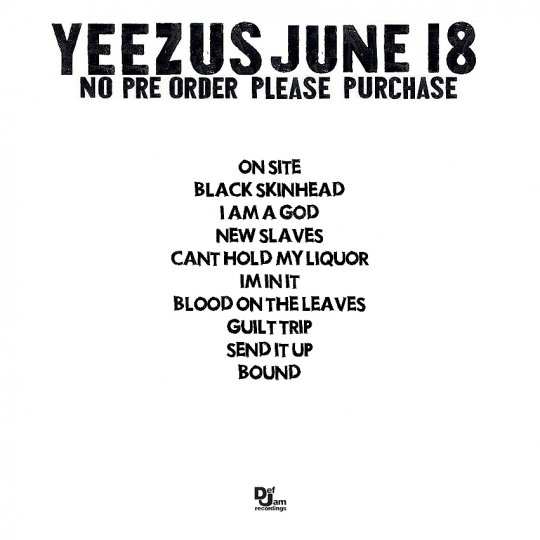 YEEZUS JUNE 18
NO PRE ORDER PLEASE PURCHASE
ON SITE
BLACK SKINHEAD
I AM A GOD
NEW SLAVES
CANT HOLD MY LIQUOR
IM IN IT
BLOOD ON THE LEAVES
GUILT TRIP
SEND IT UP
BOUND
Def
Jam
recordings